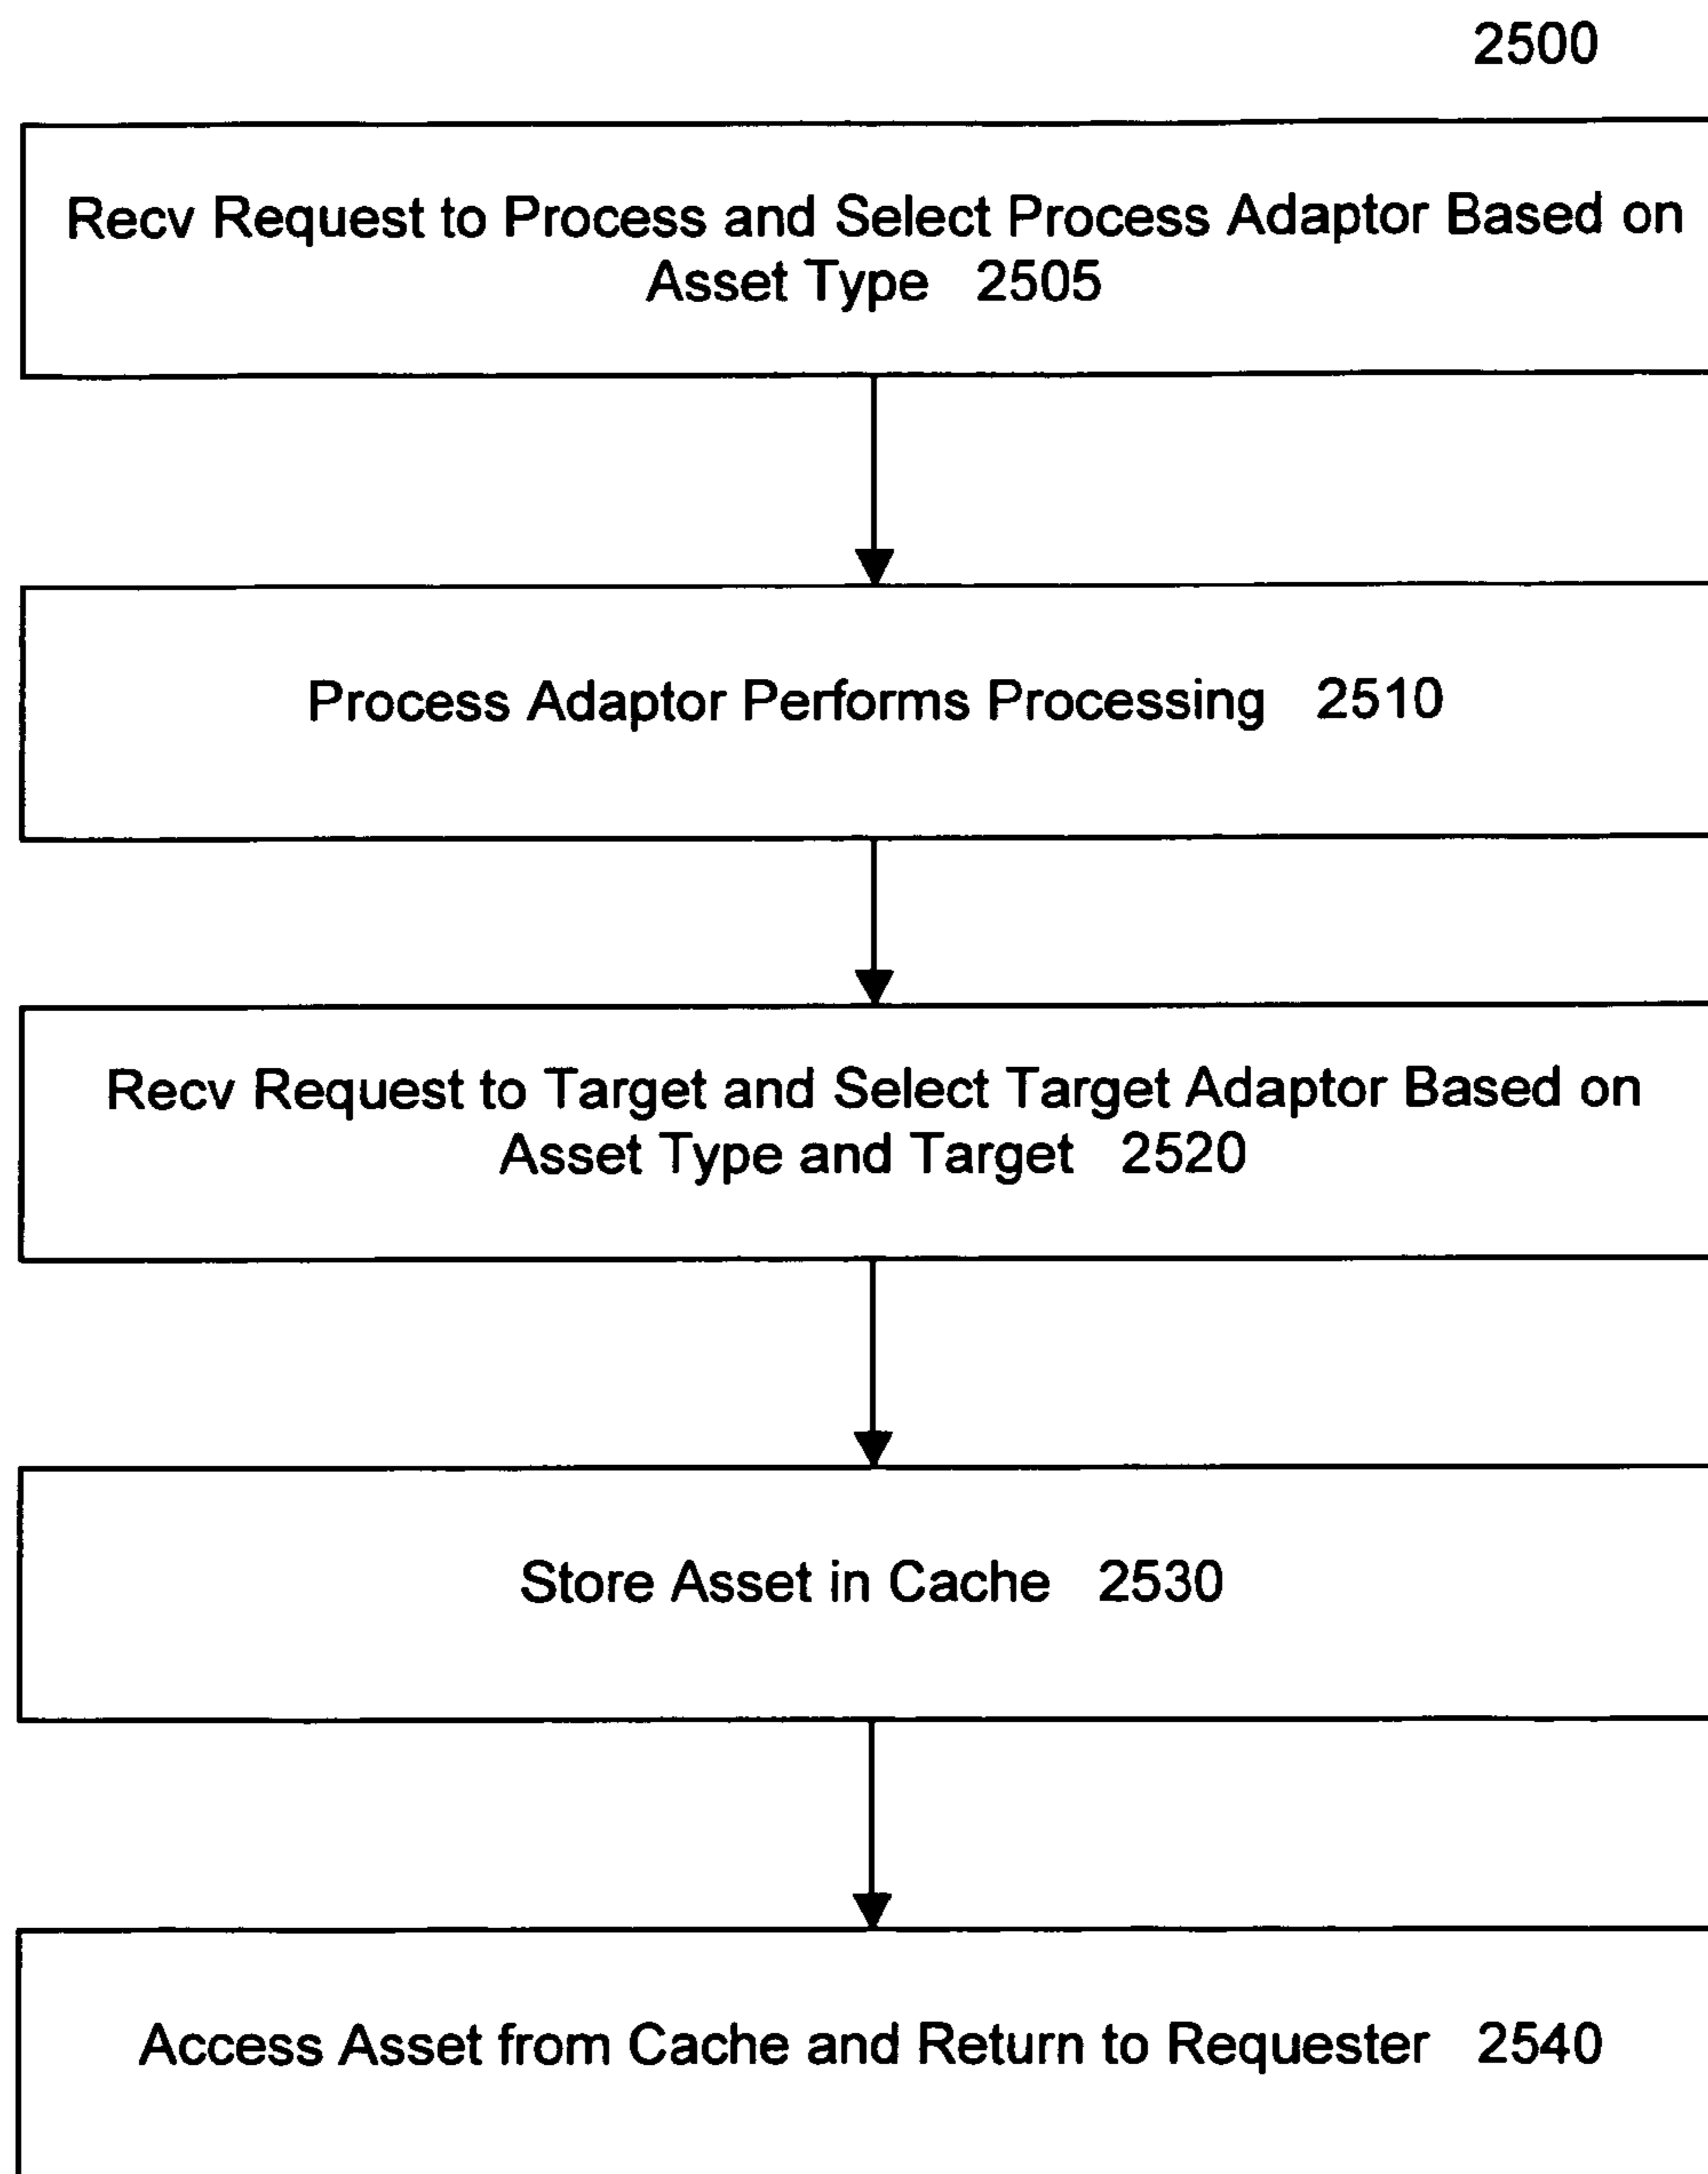 2500
Recv Request to Process and Select Process Adaptor Based on
Asset Type 2505
Process Adaptor Performs Processing 2510
Recv Request to Target and Select Target Adaptor Based on
Asset Type and Target 2520
Store Asset in Cache 2530
Access Asset from Cache and Return to Requester 2540